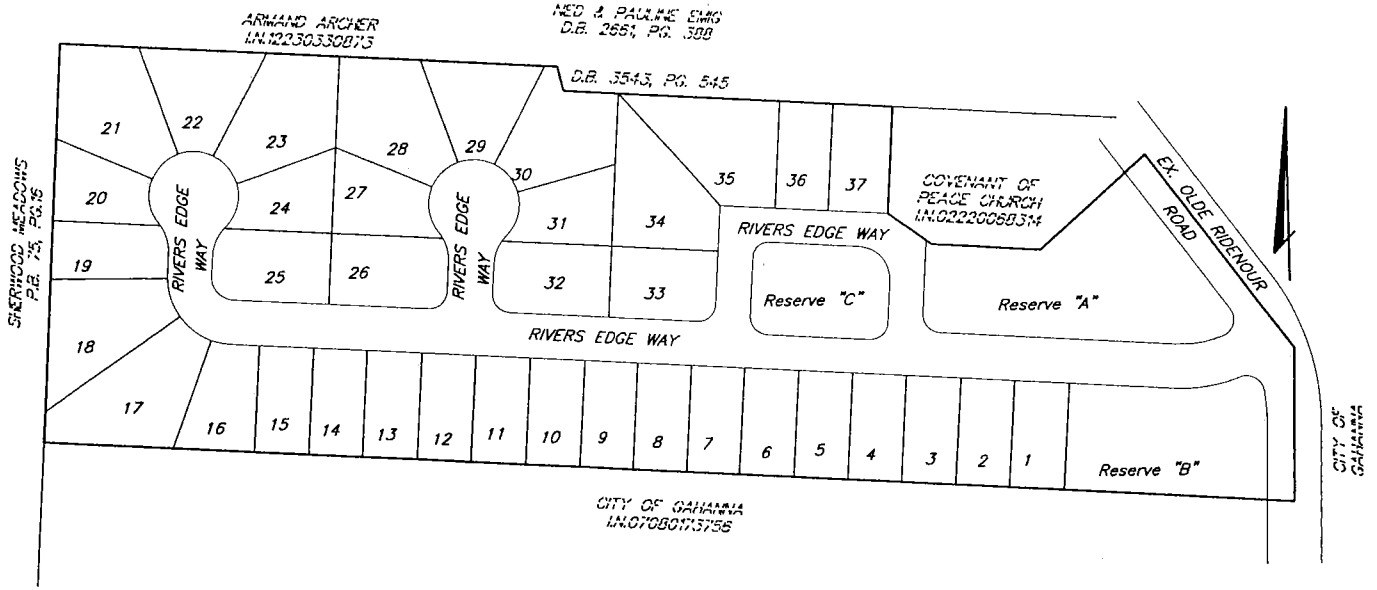 ARMAND ARCHER
I.N.12230330B73
NED & PAULINE EMIG
D.B. 2661, PG. 388
D.B. 3543, PG. 545
21
22
23
28
29
30
35
36
37
COVENANT OF
PEACE CHURCH
I.N.02220068314
EX. OLDE RIDENOUR
ROAD
SHERWOOD MEADOWS
P.B. 75, PG.16
20
RIVERS EDGE
WAY
24
27
RIVERS EDGE
WAY
31
34
RIVERS EDGE WAY
19
25
26
32
33
Reserve "C"
Reserve "A"
RIVERS EDGE WAY
18
17
16
15
14
13
12
11
10
9
8
7
6
5
4
3
2
1
Reserve "B"
CITY OF
GAHANNA
CITY OF GAHANNA
I.N.07080173756